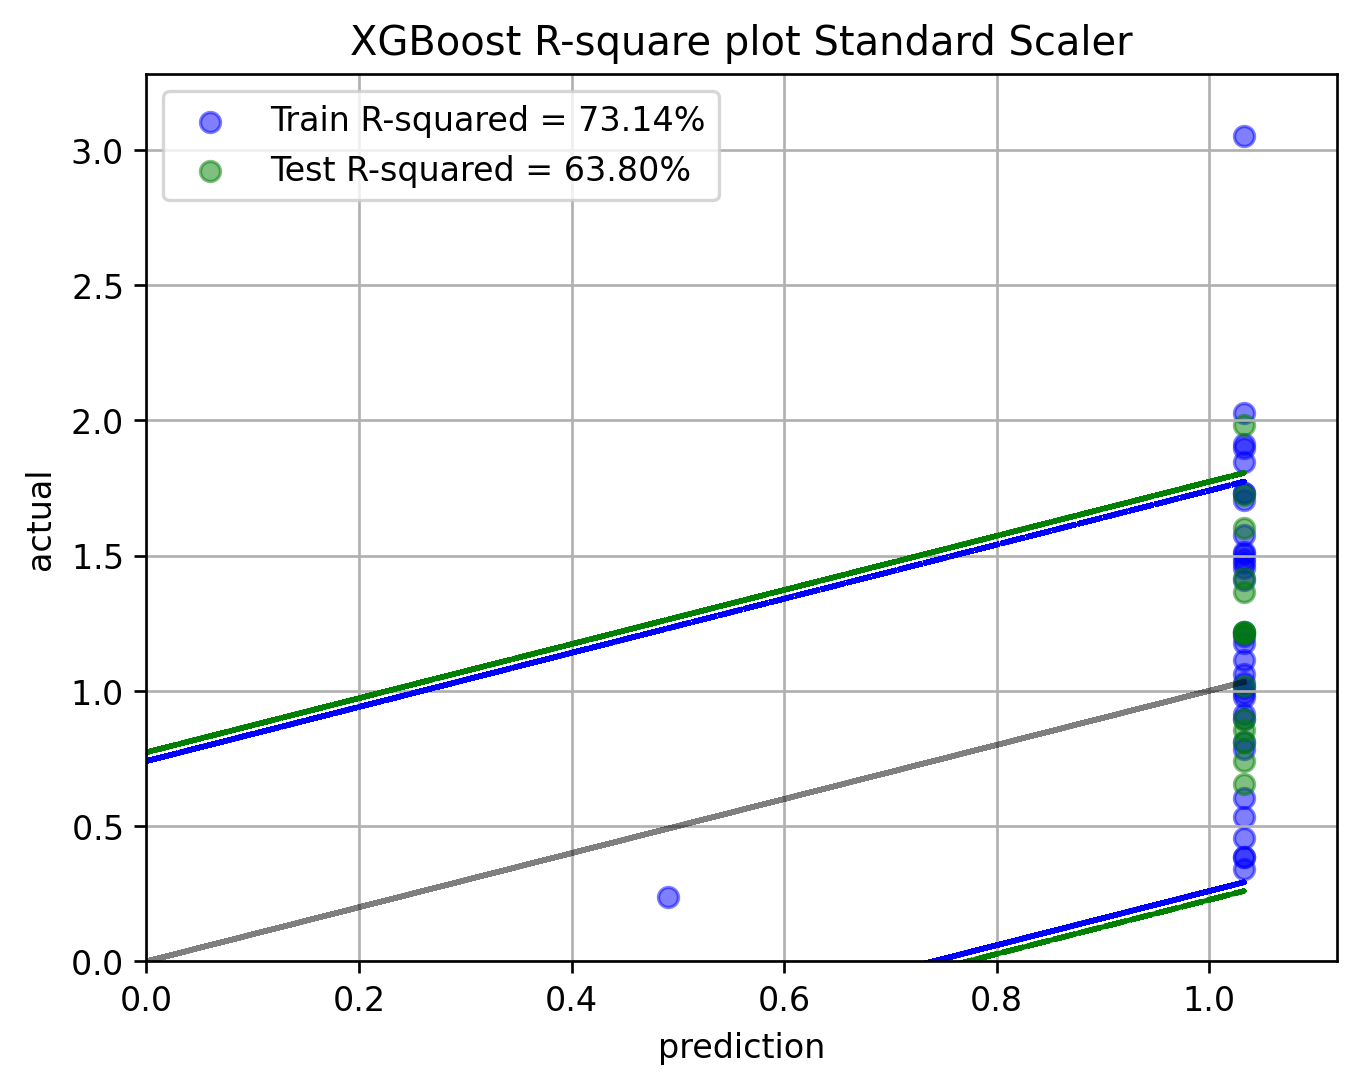 XGBoost R-square plot Standard Scaler
Train R-squared = 73.14%
Test R-squared = 63.80%
3.0
2.5
2.0
1.5
1.0
0.5
0.0
actual
0.0 0.2 0.4 0.6 0.8 1.0
prediction